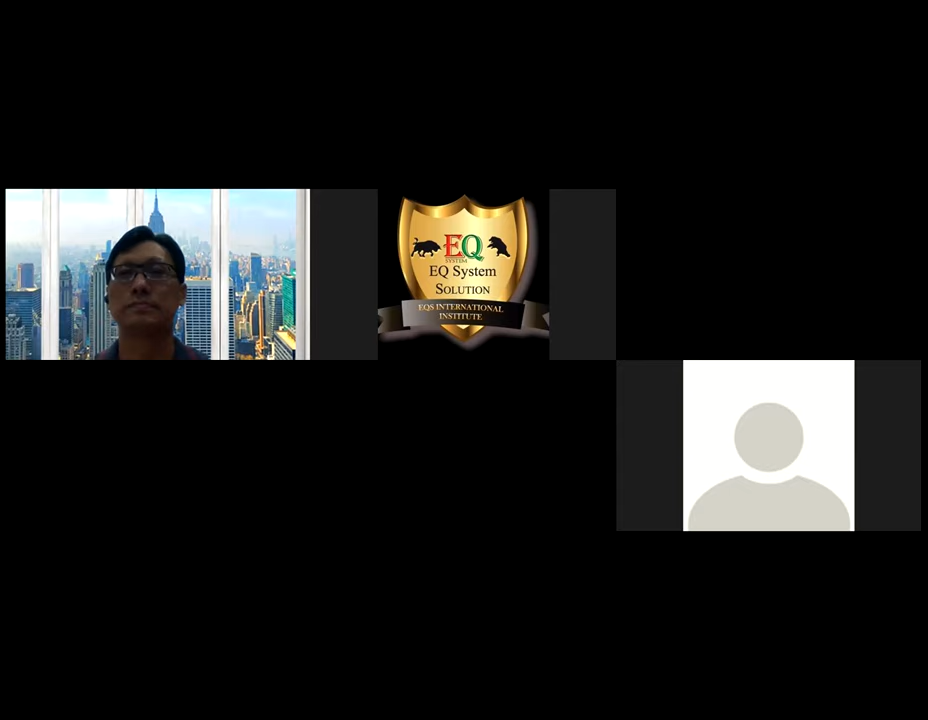 EQ
SYSTEM
EQ System
SOLUTION
EQS INTERNATIONAL
INSTITUTE